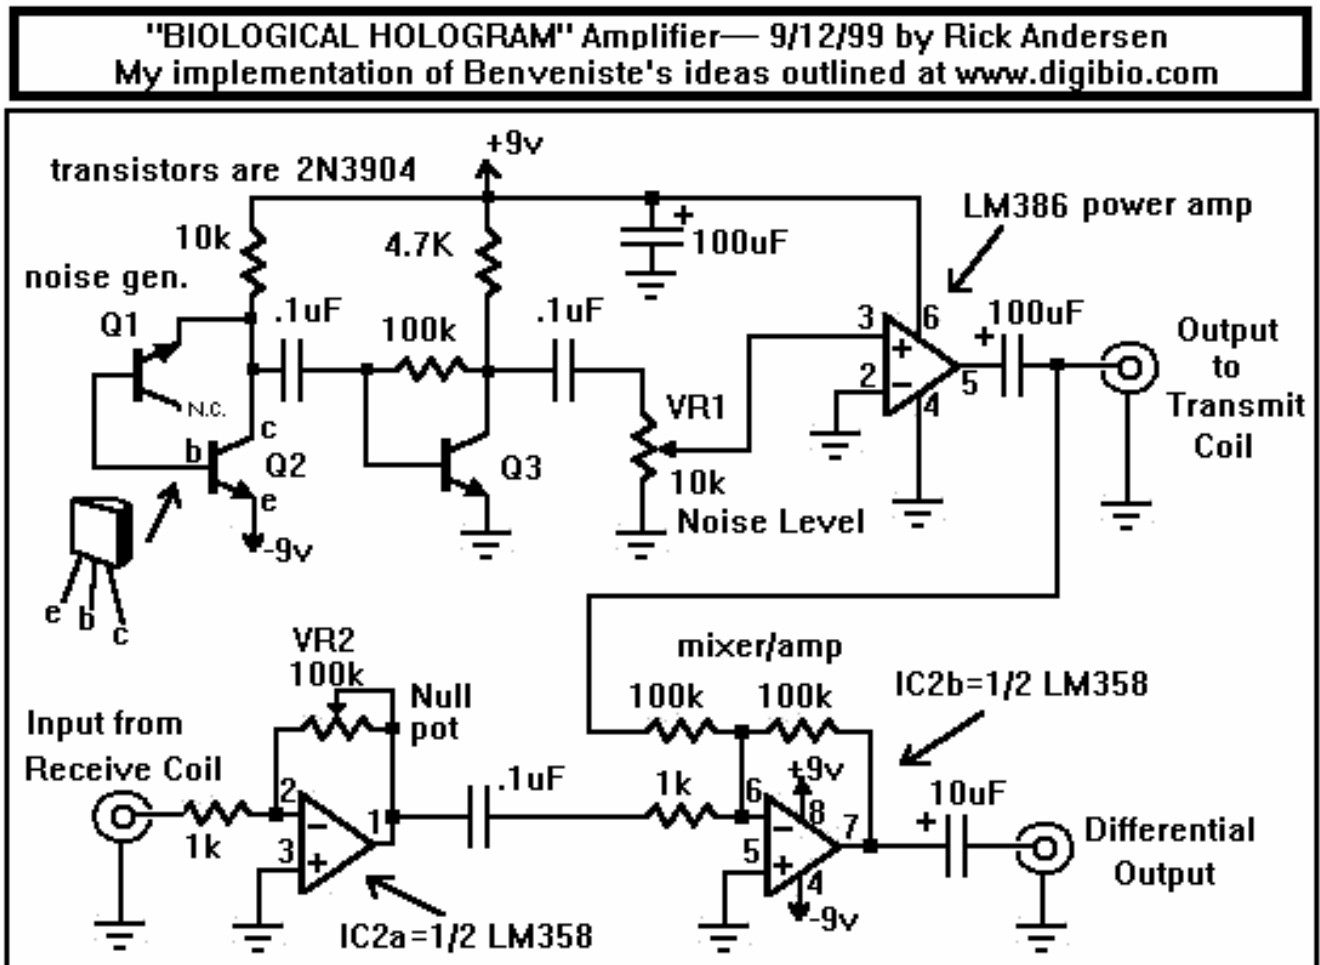 "BIOLOGICAL HOLOGRAM" Amplifier— 9/12/99 by Rick Andersen
My implementation of Benveniste's ideas outlined at www.digibio.com
+9v
transistors are 2N3904
LM386 power amp
10k
4.7K
+
100uF
noise gen.
Q1
.1uF
100k
.1uF
3
6
+
100uF
Output
to
Transmit
Coil
+
2
−
5
4
N.C.
VR1
c
b
Q2
Q3
10k
e
Noise Level
-9v
e
b
c
VR2
100k
mixer/amp
Null
pot
100k
100k
IC2b=1/2 LM358
Input from
Receive Coil
+9v
2
.1uF
1k
6
8
10uF
−
1
−
7
+
Differential
Output
1k
3
+
5
+
4
-9v
IC2a=1/2 LM358